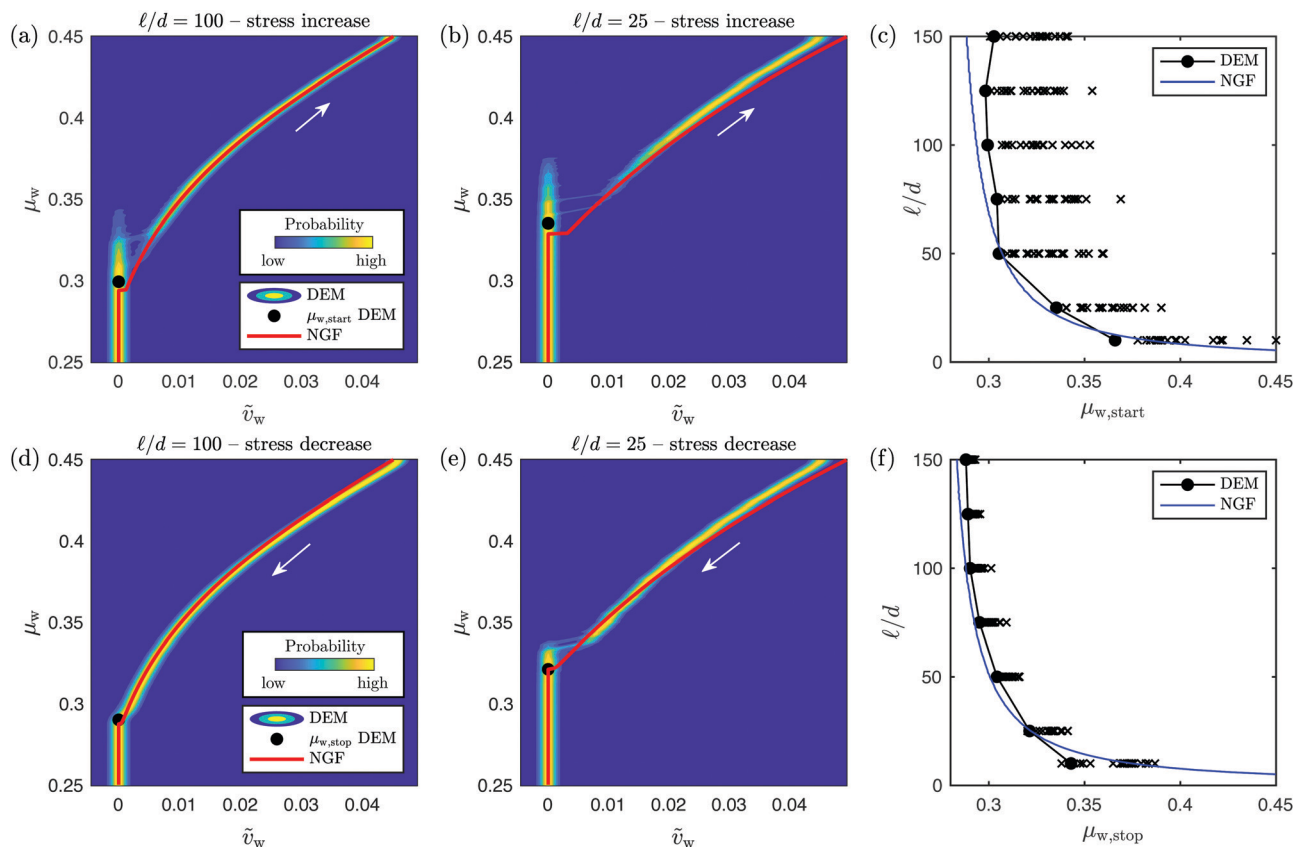 (a)
ℓ/d = 100 – stress increase
0.45
0.4
0.35
0.3
0.25
μw
0 0.01 0.02 0.03 0.04
ṽw
Probability
low high
DEM
μw,start DEM
NGF
(b)
ℓ/d = 25 – stress increase
0.45
0.4
0.35
0.3
0.25
μw
0 0.01 0.02 0.03 0.04
ṽw
(c)
150
100
50
0
ℓ/d
0.3 0.35 0.4 0.45
μw,start
DEM
NGF
(d)
ℓ/d = 100 – stress decrease
0.45
0.4
0.35
0.3
0.25
μw
0 0.01 0.02 0.03 0.04
ṽw
Probability
low high
DEM
μw,stop DEM
NGF
(e)
ℓ/d = 25 – stress decrease
0.45
0.4
0.35
0.3
0.25
μw
0 0.01 0.02 0.03 0.04
ṽw
(f)
150
100
50
0
ℓ/d
0.3 0.35 0.4 0.45
μw,stop
DEM
NGF